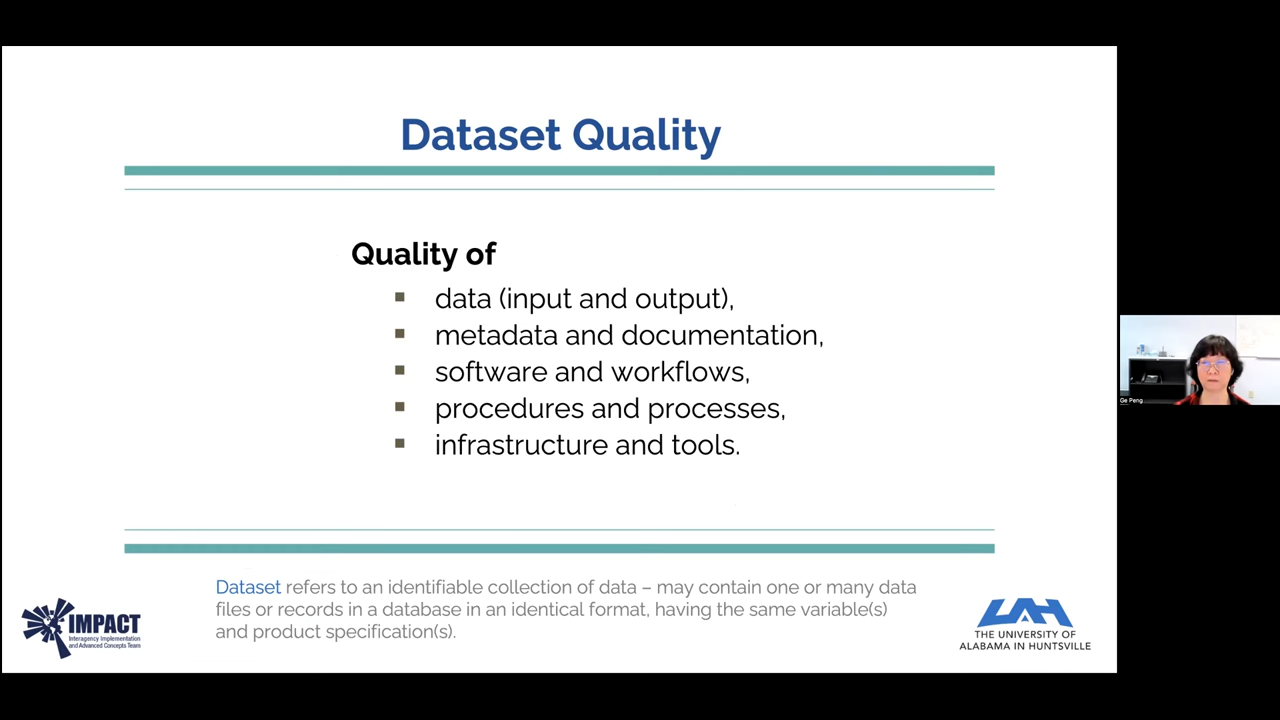 Dataset Quality
Quality of
data (input and output),
metadata and documentation,
software and workflows,
procedures and processes,
infrastructure and tools.
Dataset refers to an identifiable collection of data – may contain one or many data
files or records in a database in an identical format, having the same variable(s)
and product specification(s).
IMPACT
Interagency Implementation
and Advanced Concepts Team
UAH
THE UNIVERSITY OF
ALABAMA IN HUNTSVILLE
Ge Peng